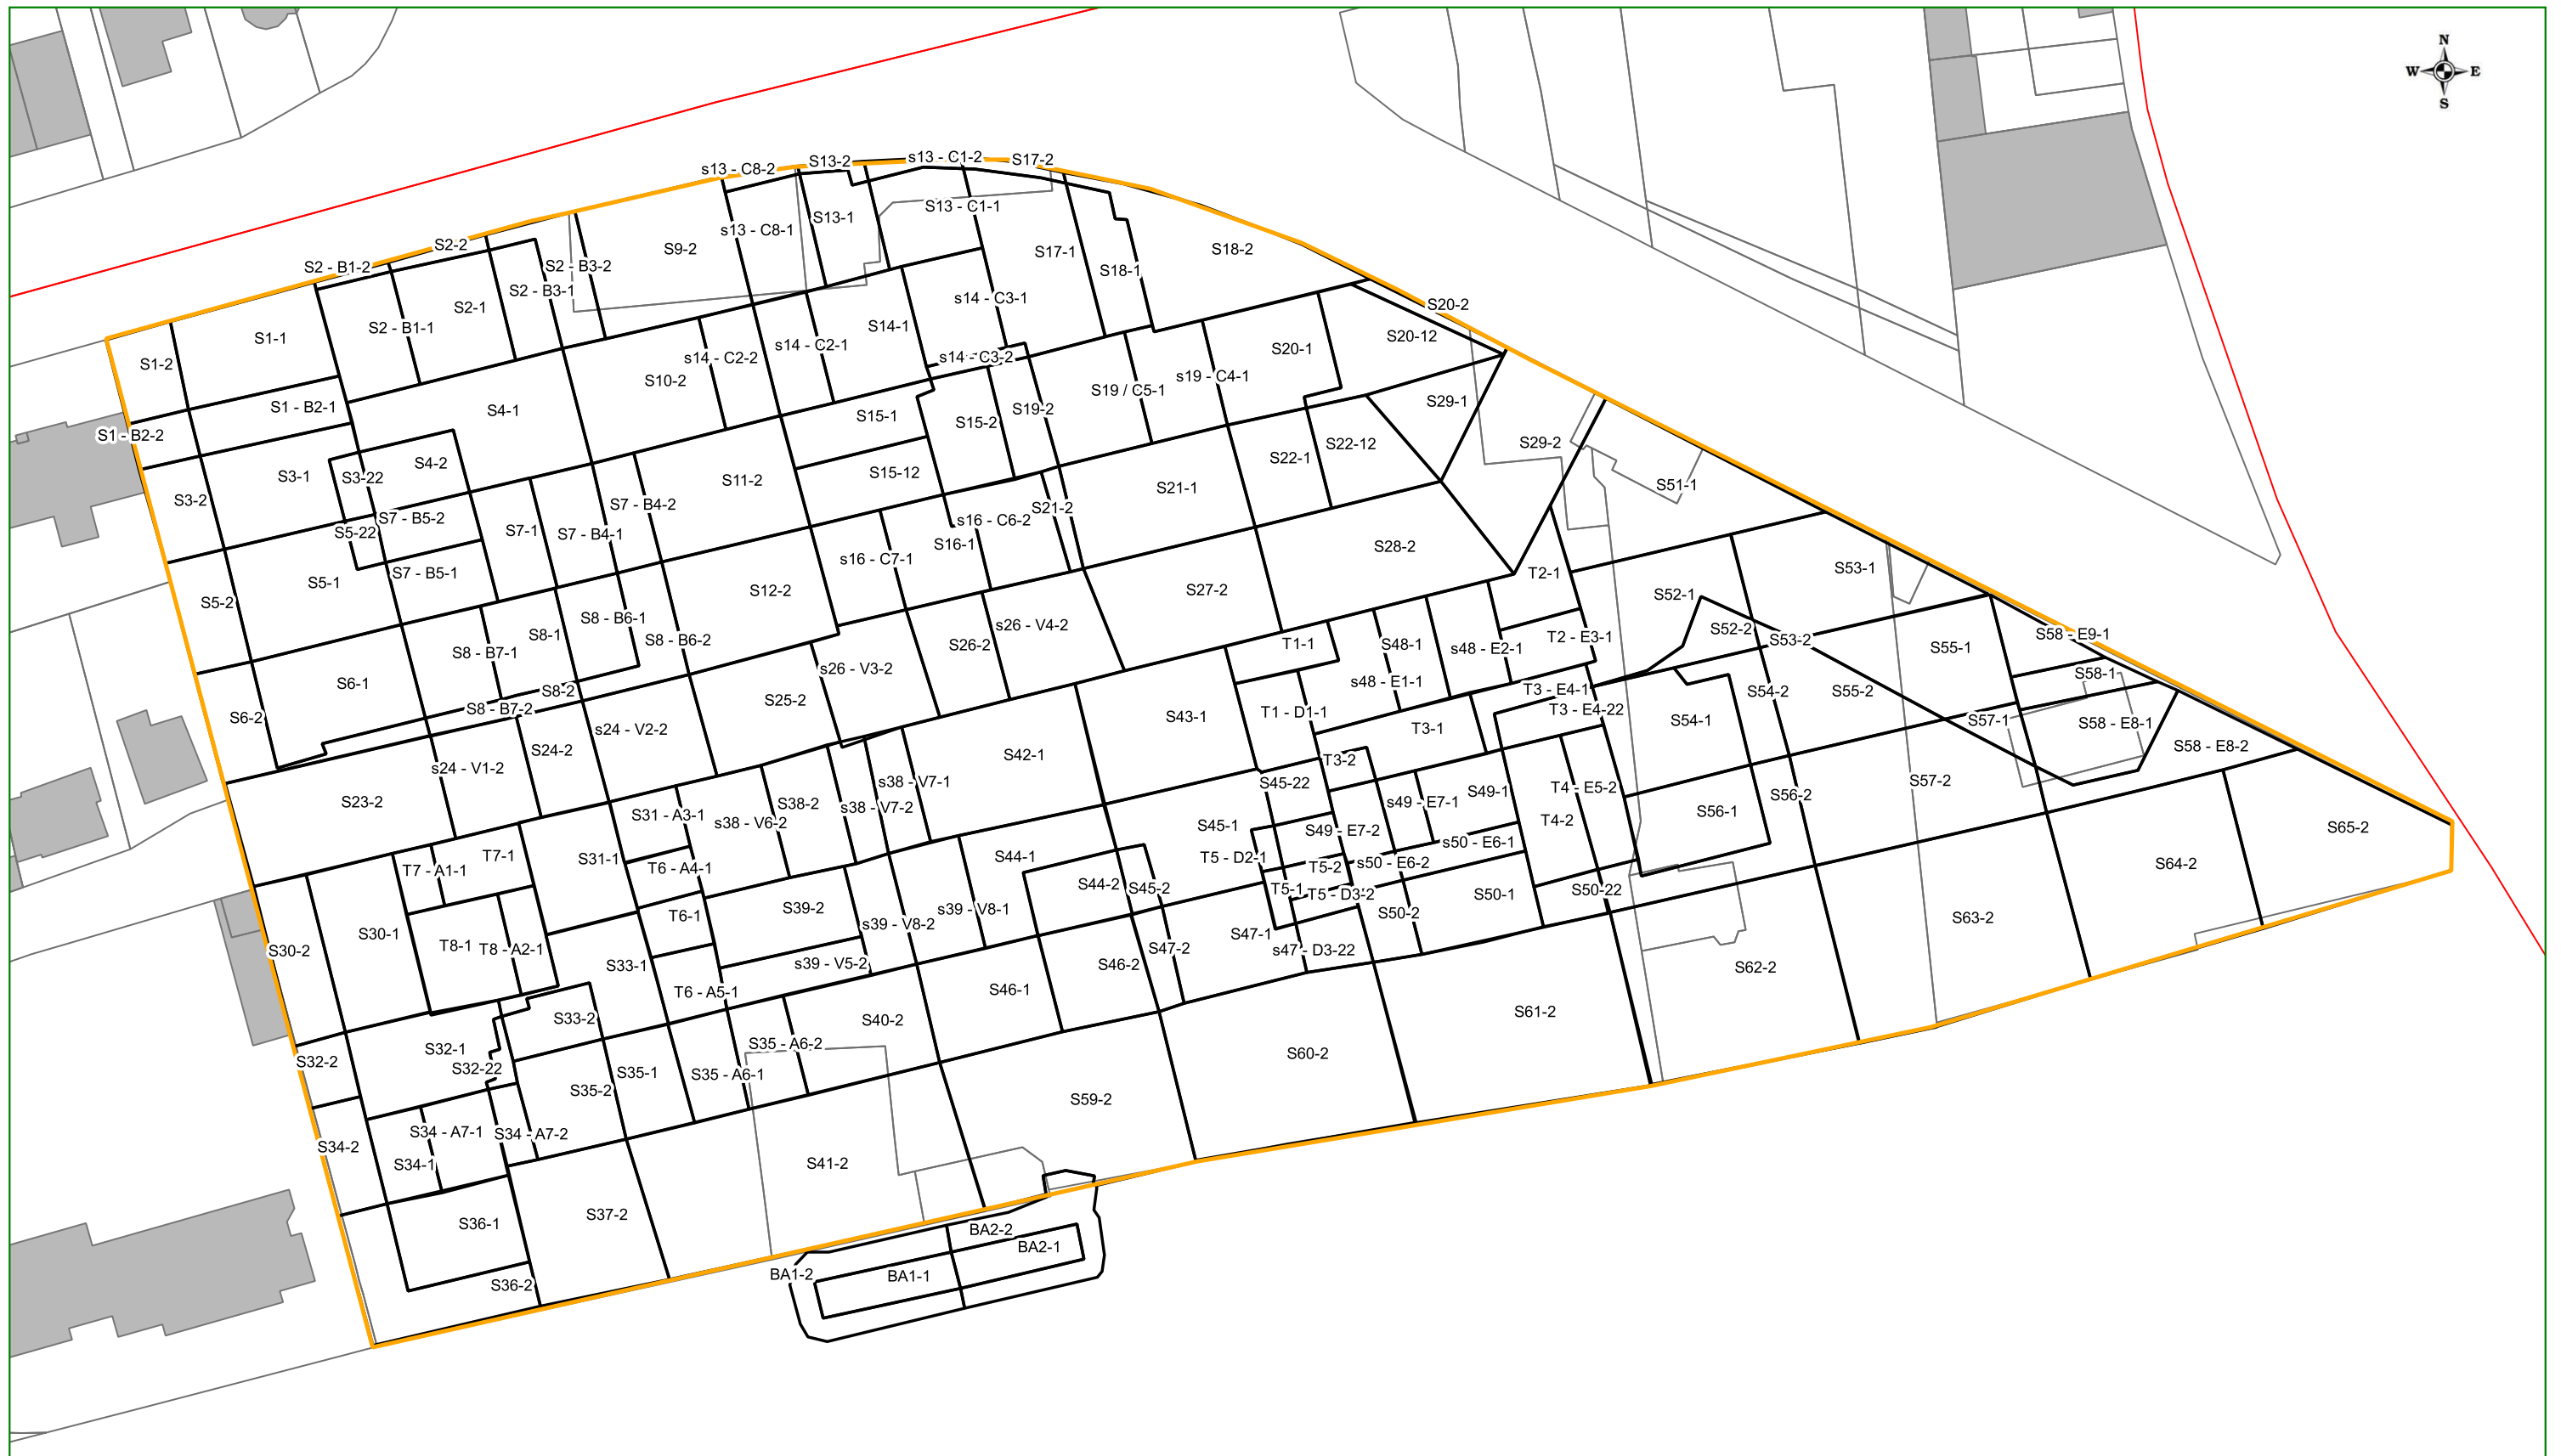 N
W E
S
s13 - C8-2
S13-2
s13 - C1-2
S17-2
S2-2
S2 - B1-2
S2 - B3-2
S9-2
s13 - C8-1
S13-1
S13 - C1-1
S17-1
S18-1
S18-2
S1-2
S1-1
S2 - B1-1
S2-1
S2 - B3-1
s14 - C2-2
s14 - C2-1
S14-1
s14 - C3-1
s14 - C3-2
S20-2
S20-12
S20-1
S1 - B2-1
S1 - B2-2
S4-1
S10-2
S15-1
S15-2
S19-2
S19 / C5-1
s19 - C4-1
S29-1
S29-2
S3-2
S3-1
S3-22
S4-2
S11-2
S15-12
S21-1
S22-1
S22-12
S51-1
S5-22
S7 - B5-2
S7-1
S7 - B4-1
S7 - B4-2
s16 - C7-1
S16-1
s16 - C6-2
S21-2
S28-2
T2-1
S53-1
S5-2
S5-1
S7 - B5-1
S12-2
S27-2
S52-1
S8 - B7-1
S8-1
S8 - B6-1
S8 - B6-2
s26 - V3-2
S26-2
s26 - V4-2
T1-1
S48-1
s48 - E2-1
T2 - E3-1
S52-2
S53-2
S55-1
S58 - E9-1
S6-2
S6-1
S8 - B7-2
S8-2
s24 - V2-2
S25-2
S43-1
T1 - D1-1
s48 - E1-1
T3 - E4-1
T3 - E4-22
S54-1
S54-2
S55-2
S58-1
S57-1
S58 - E8-1
S58 - E8-2
S23-2
s24 - V1-2
S24-2
s38 - V7-1
S42-1
T3-1
T3-2
S45-22
S31 - A3-1
s38 - V6-2
S38-2
s38 - V7-2
S45-1
s49 - E7-1
S49-1
T4 - E5-2
T4-2
S56-1
S56-2
S57-2
S65-2
T7 - A1-1
T7-1
S31-1
T6 - A4-1
S44-1
S44-2
S45-2
T5 - D2-1
S49 - E7-2
T5-2
s50 - E6-2
s50 - E6-1
S64-2
S30-2
S30-1
T8-1
T8 - A2-1
T6-1
S39-2
s39 - V8-2
s39 - V8-1
T5-1
T5 - D3-2
S50-2
S50-1
S50-22
S63-2
S33-1
s39 - V5-2
T6 - A5-1
S46-1
S46-2
S47-2
S47-1
s47 - D3-22
S62-2
S32-2
S32-1
S32-22
S33-2
S35 - A6-2
S40-2
S61-2
S60-2
S35-2
S35-1
S35 - A6-1
S59-2
S34-2
S34 - A7-1
S34-1
S34 - A7-2
S41-2
S36-1
S37-2
S36-2
BA2-2
BA2-1
BA1-2
BA1-1